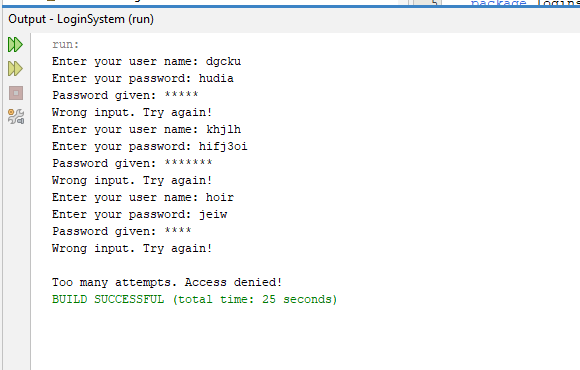 5
package login
Output - LoginSystem (run)
run:
Enter your user name: dgcku
Enter your password: hudia
Password given: *****
Wrong input. Try again!
Enter your user name: khjlh
Enter your password: hifj3oi
Password given: *******
Wrong input. Try again!
Enter your user name: hoir
Enter your password: jeiw
Password given: ****
Wrong input. Try again!
Too many attempts. Access denied!
BUILD SUCCESSFUL (total time: 25 seconds)